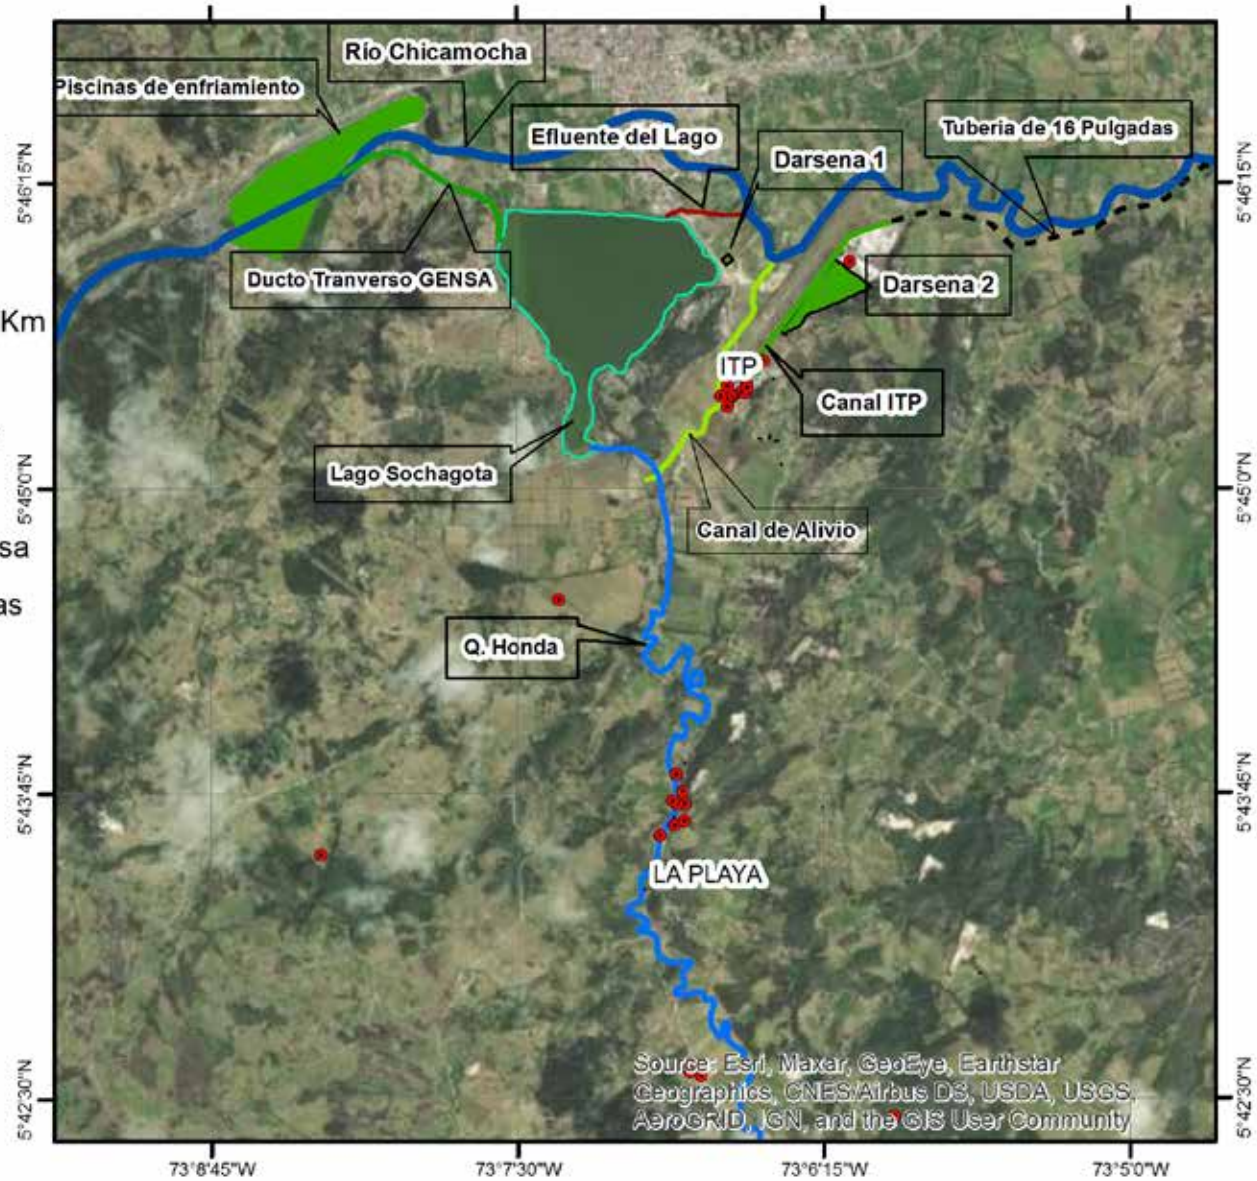 Río Chicamocha
Piscinas de enfriamiento
Efluente del Lago
Tuberia de 16 Pulgadas
Darsena 1
5°46'15"N
5°46'15"N
Ducto Tranverso GENSA
Darsena 2
Km
ITP
Canal ITP
Lago Sochagota
5°45'0"N
5°45'0"N
Canal de Alivio
sa
as
Q. Honda
5°43'45"N
5°43'45"N
LA PLAYA
Source: Esri, Maxar, GeoEye, Earthstar
Geographics, CNES/Airbus DS, USDA, USGS,
AeroGRID, IGN, and the GIS User Community
5°42'30"N
5°42'30"N
73°8'45"W
73°7'30"W
73°6'15"W
73°5'0"W